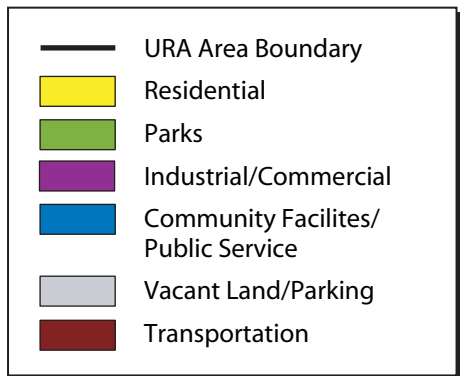 URA Area Boundary
Residential
Parks
Industrial/Commercial
Community Facilites/
Public Service
Vacant Land/Parking
Transportation